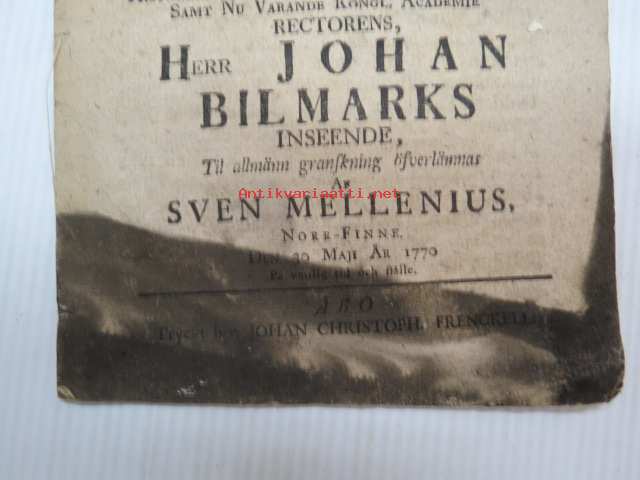 SAMT NU VARANDE KONGL. ACADEMIE
RECTORENS,
HERR JOHAN
BILMARKS
INSEENDE,
Til allmänn granſkning öfverlämnas
Antikvariaatti.net
AF
SVEN MELLENIUS,
NORR-FINNE.
DEN 30 MAJI ÅR 1770
På vanlig tid och ſtälle.
ÅBO
Tryckt hos JOHAN CHRISTOPH. FRENCKELL